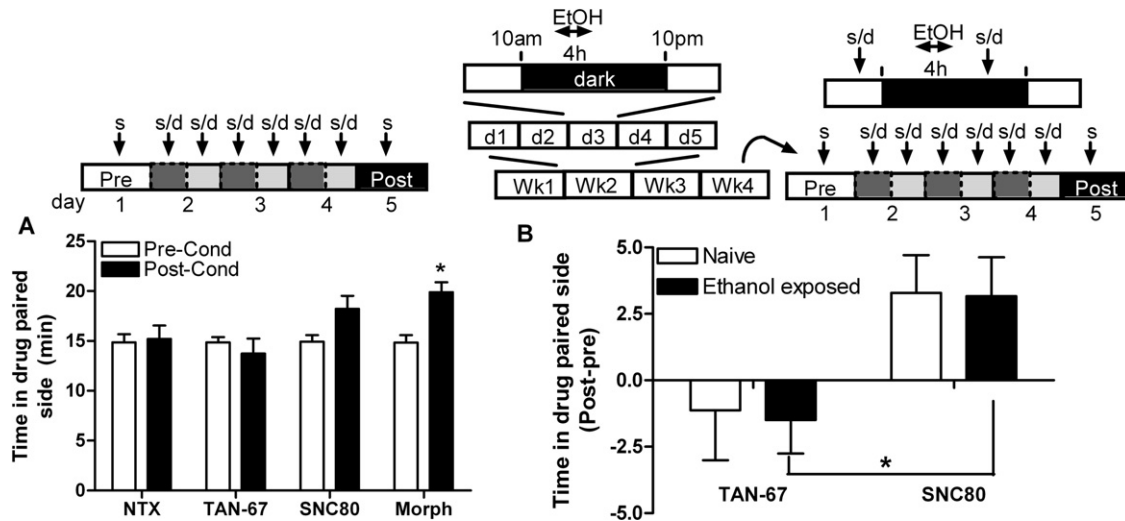 EtOH
10am 4h 10pm
dark
d1 d2 d3 d4 d5
Wk1 Wk2 Wk3 Wk4
s/d EtOH s/d
4h
s s/d s/d s/d s/d s/d s/d s
Pre Post
day 1 2 3 4 5
s s/d s/d s/d s/d s/d s/d s
Pre Post
1 2 3 4 5
A
Pre-Cond
Post-Cond
Time in drug paired
side (min)
25
20
15
10
5
0
*
NTX TAN-67 SNC80 Morph
B
Naive
Ethanol exposed
Time in drug paired side
(Post-pre)
5.0
2.5
0.0
-2.5
-5.0
*
TAN-67 SNC80